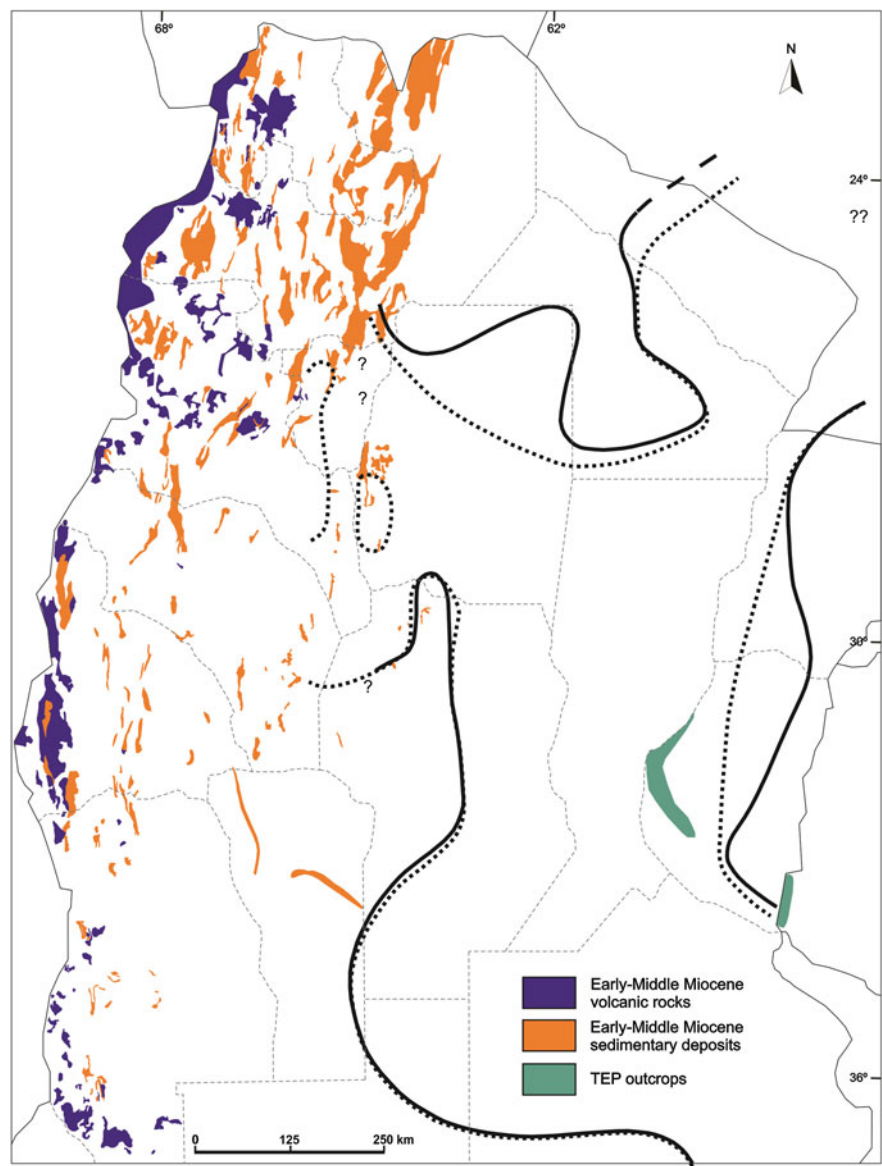 68º
62º
N
24º
??
?
?
30º
?
Early-Middle Miocene
volcanic rocks
Early-Middle Miocene
sedimentary deposits
TEP outcrops
36º
0
125
250 km